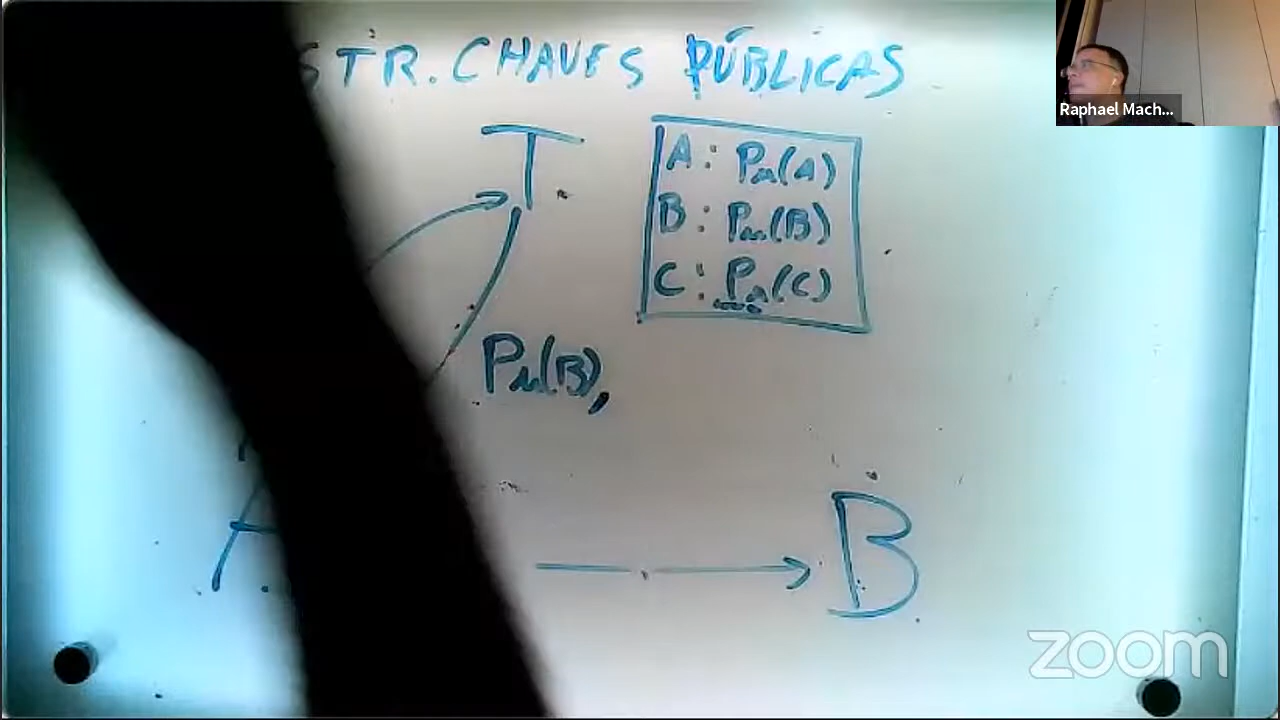 STR. CHAVES PÚBLICAS
T
A: Pu(A)
B: Pu(B)
C: Pu(C)
Pu(B),
A
B
Raphael Mach...
zoom